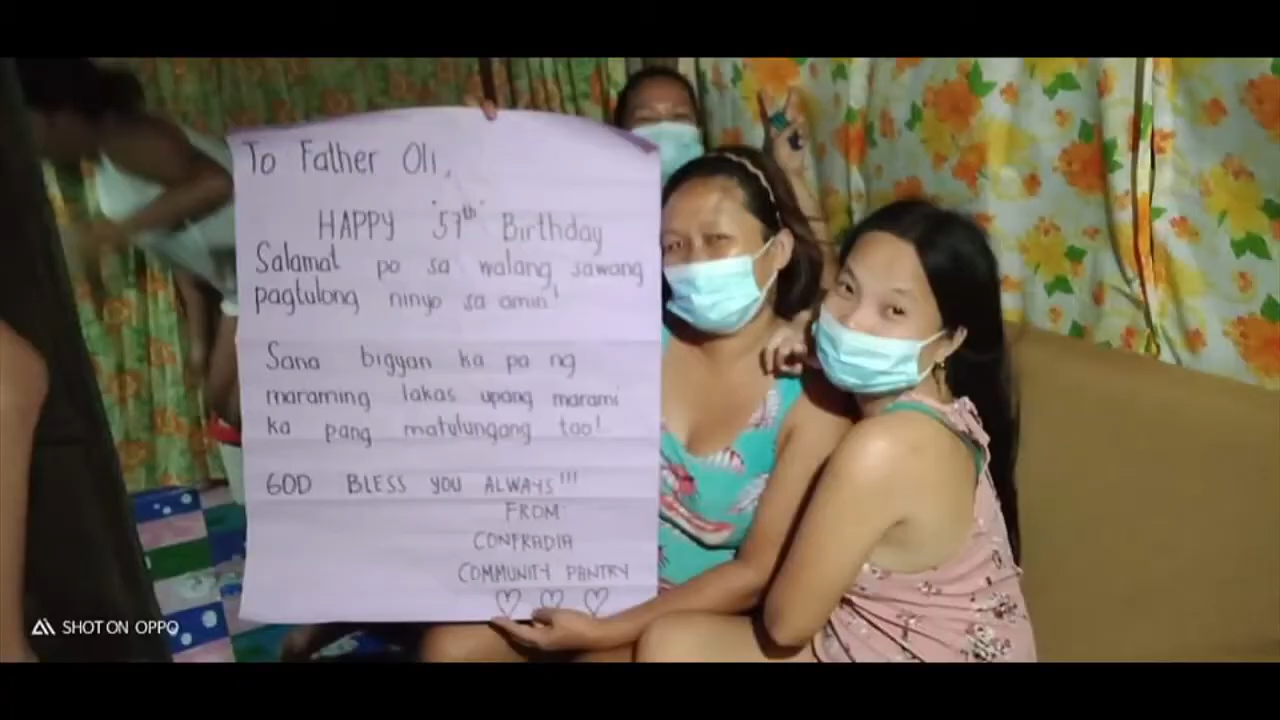 To Father Oli,
HAPPY "57th" Birthday
Salamat po sa walang sawang
pagtulong ninyo sa amin!
Sana bigyan ka pa ng
maraming lakas upang marami
ka pang matulungang tao!
GOD BLESS YOU ALWAYS!!!
FROM
CONFRADIA
COMMUNITY PANTRY
SHOT ON OPPO